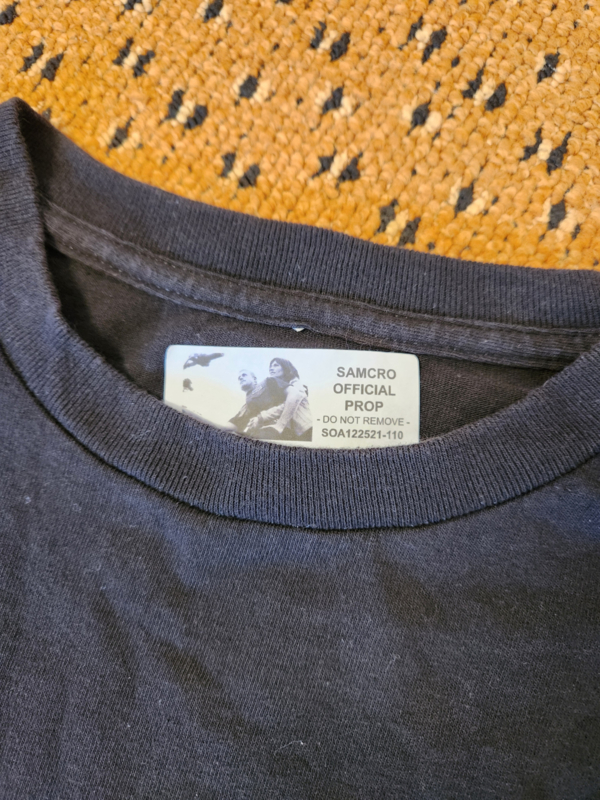 SAMCRO
OFFICIAL
PROP
- DO NOT REMOVE -
SOA122521-110